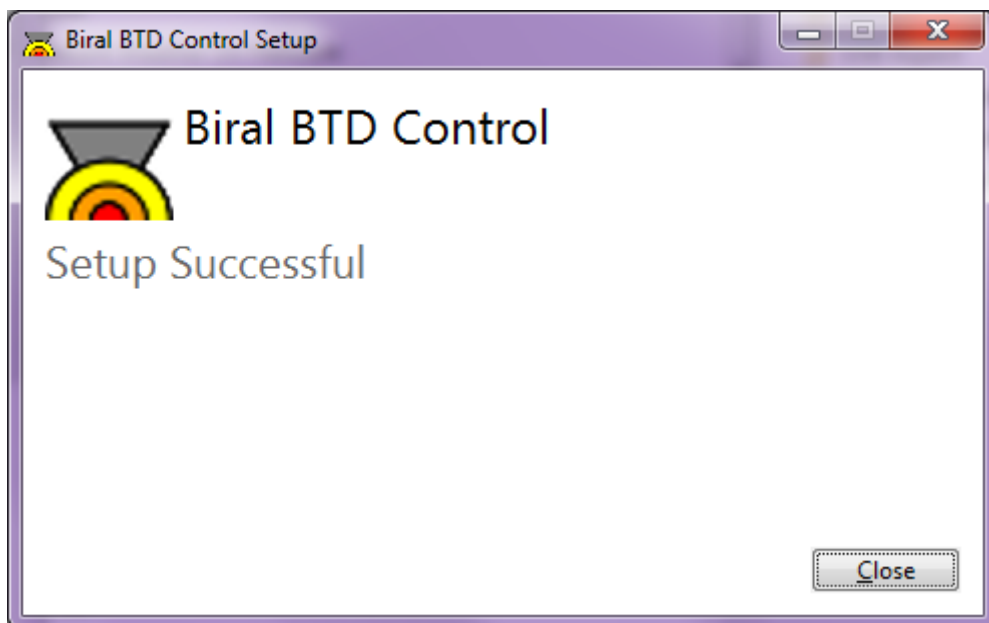 Biral BTD Control Setup
Biral BTD Control
Setup Successful
Close